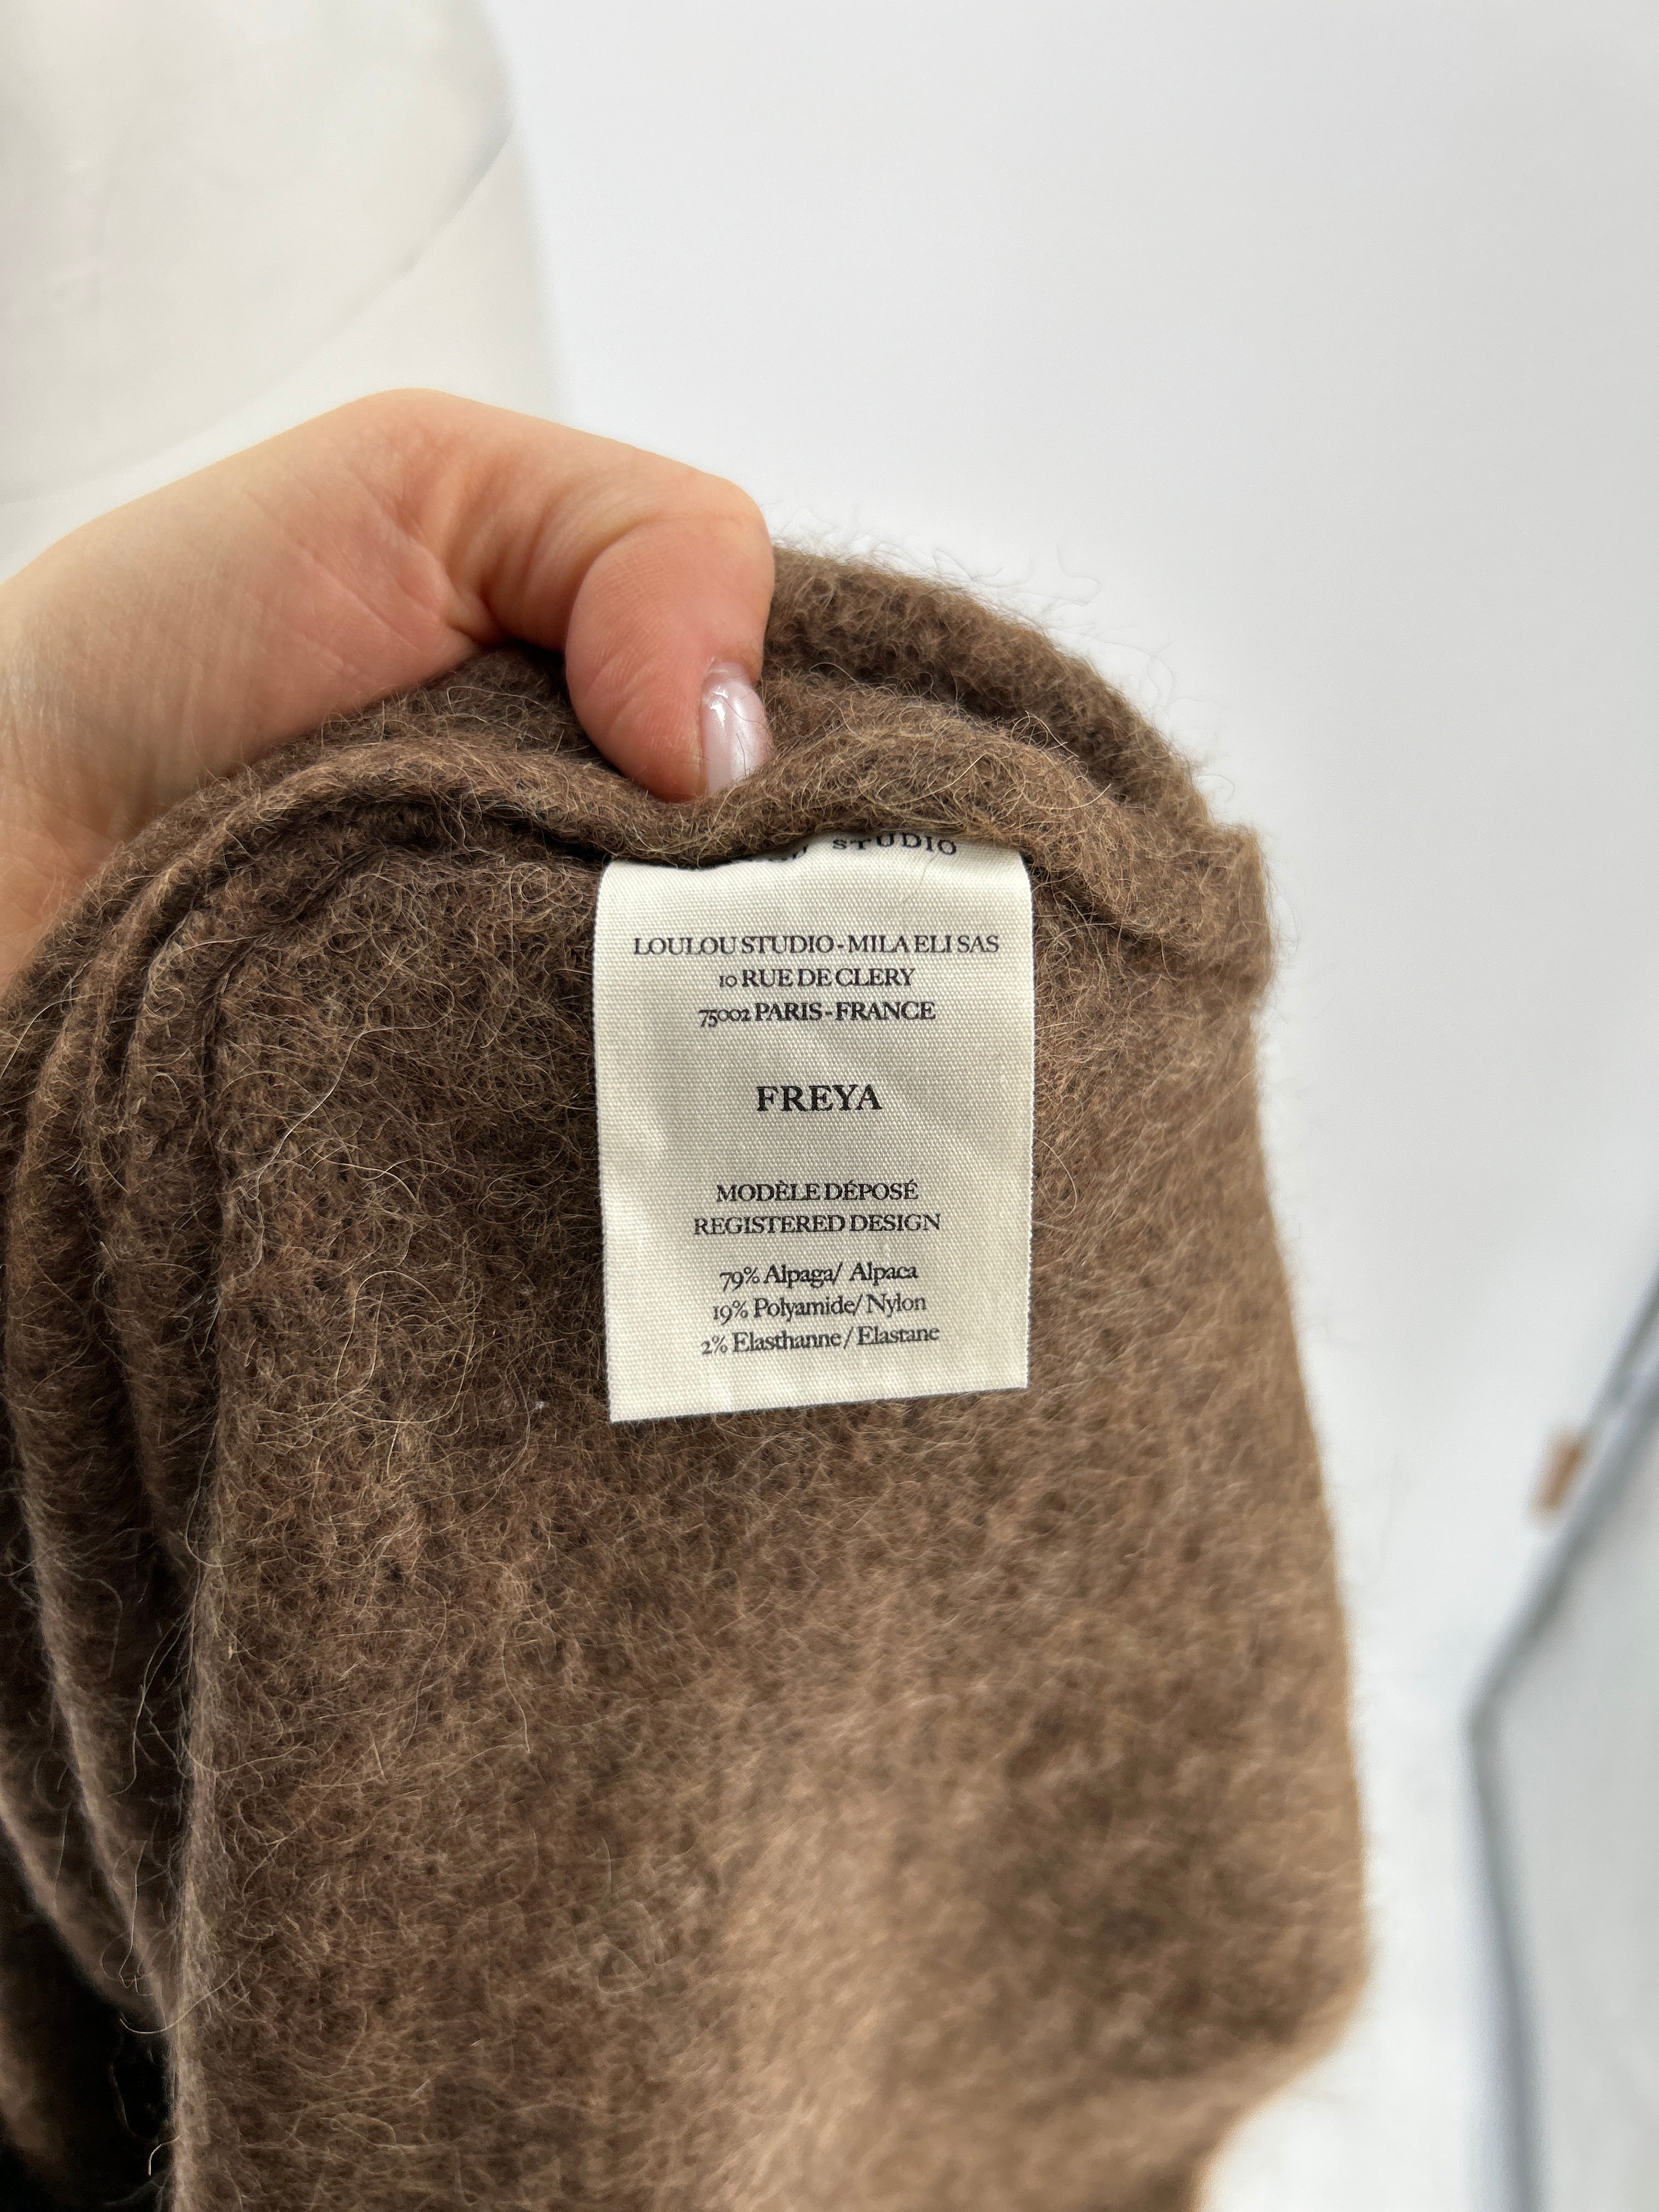 STUDIO
LOULOU STUDIO - MILA ELI SAS
10 RUE DE CLERY
75002 PARIS - FRANCE
FREYA
MODÈLE DÉPOSÉ
REGISTERED DESIGN
79% Alpaga/ Alpaca
19% Polyamide/ Nylon
2% Elasthanne / Elastane